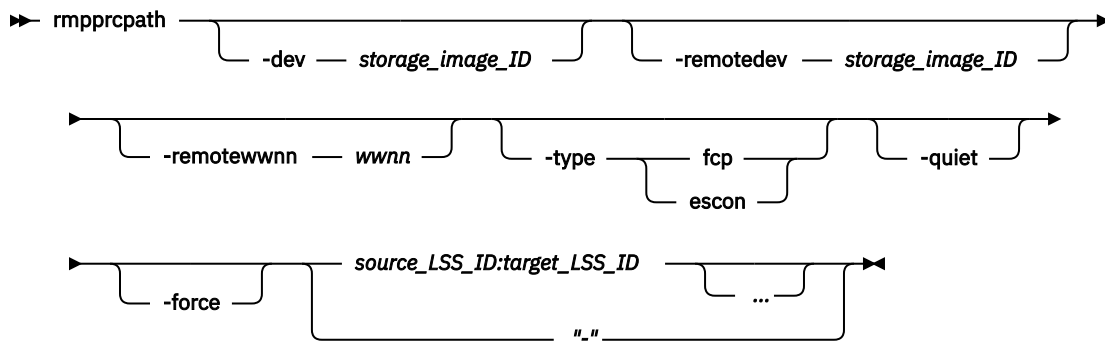 rmpprcpath
-dev storage_image_ID
-remotedev storage_image_ID
-remotewwnn wwnn
-type fcp
escon
-quiet
-force
source_LSS_ID:target_LSS_ID
...
"-"